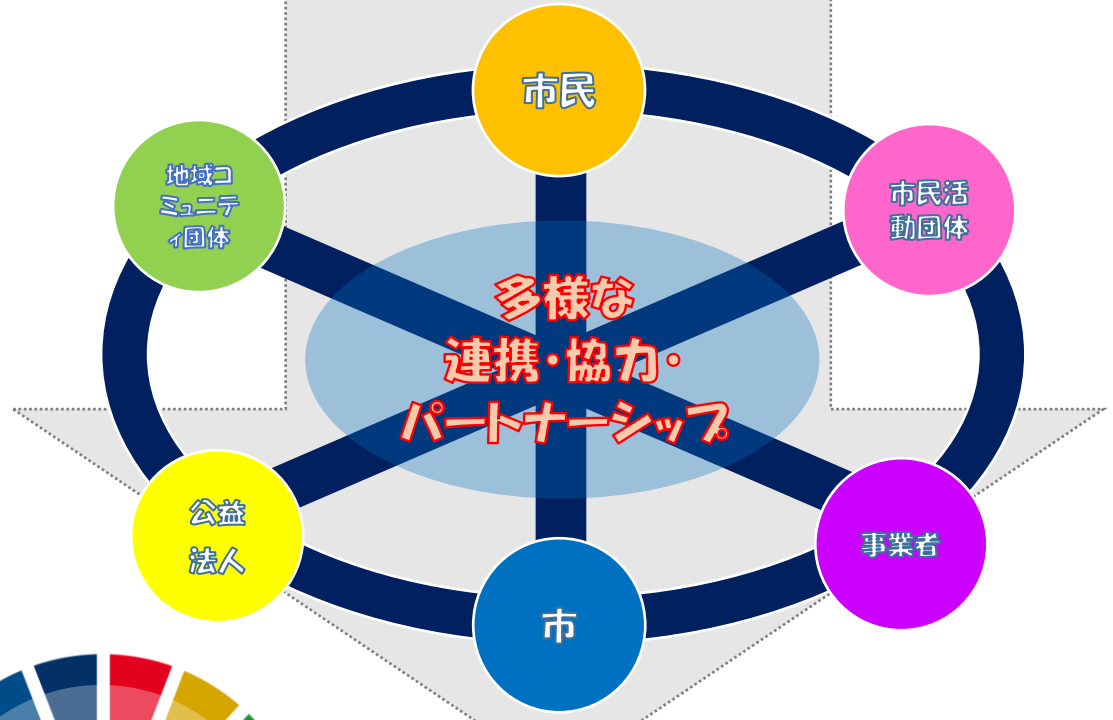 市民
地域コ
ミュニテ
ィ団体
市民活
動団体
多様な
連携・協力・
パートナーシップ
公益
法人
事業者
市